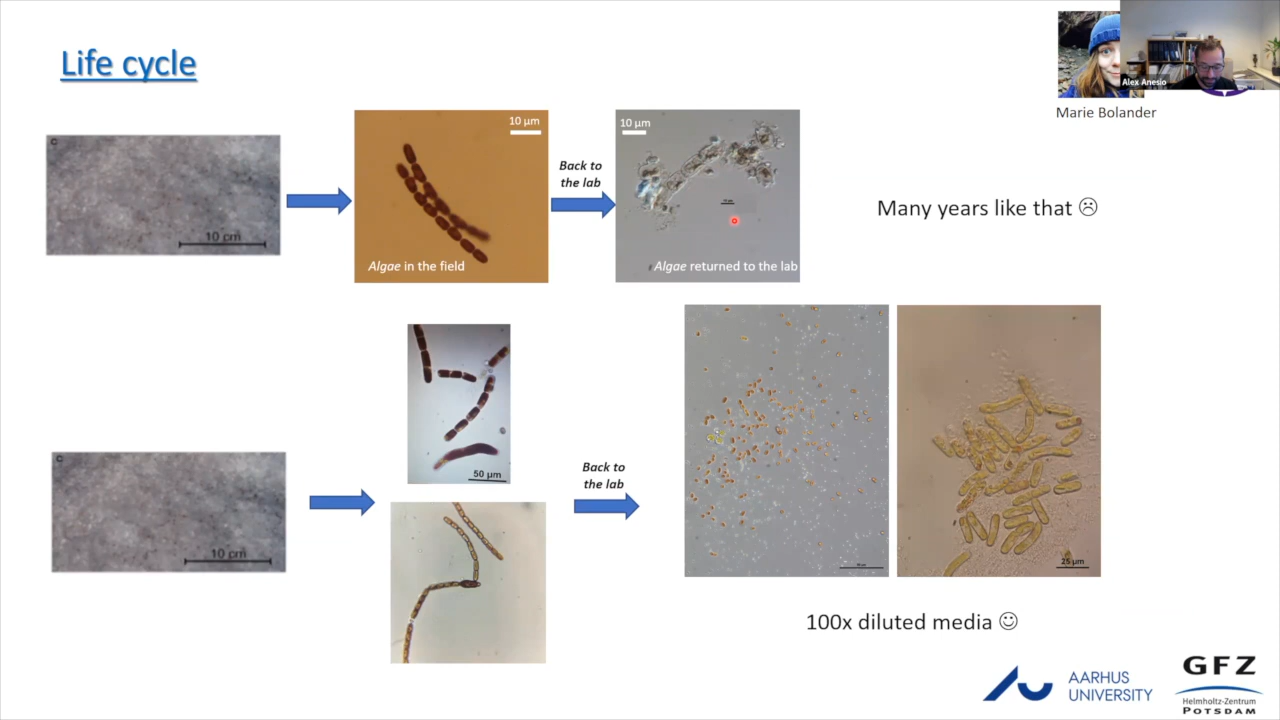 Life cycle
Alex Anesio
Marie Bolander
C
10 cm
10 µm
Algae in the field
Back to
the lab
10 µm
Algae returned to the lab
Many years like that ☹
C
10 cm
50 µm
Back to
the lab
25 µm
100x diluted media ☺
AARHUS
UNIVERSITY
GFZ
Helmholtz-Zentrum
POTSDAM